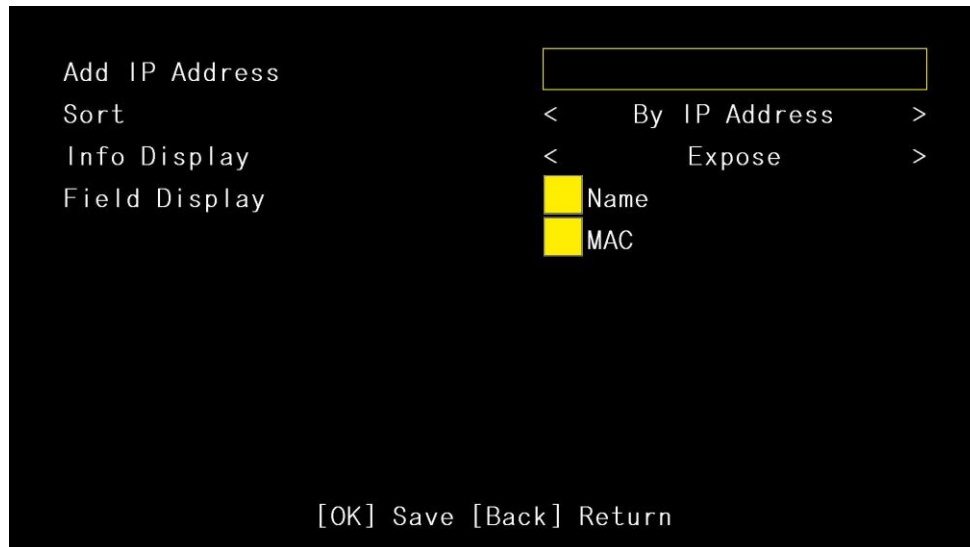 Add IP Address
Sort < By IP Address >
Info Display < Expose >
Field Display Name
MAC
[OK] Save [Back] Return